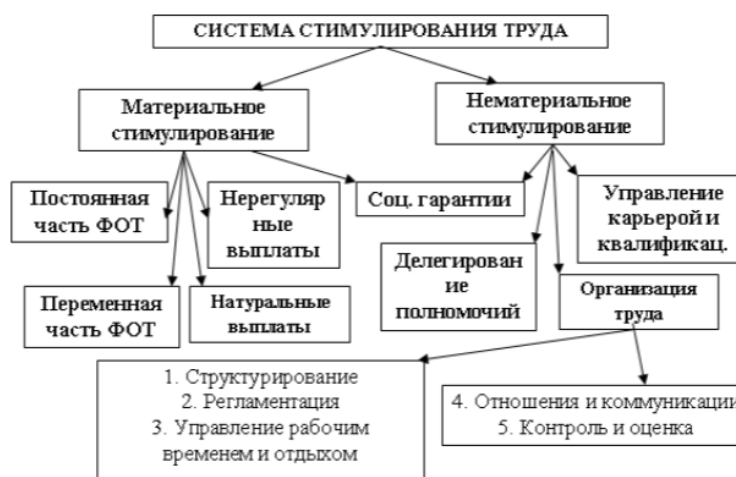 СИСТЕМА СТИМУЛИРОВАНИЯ ТРУДА
Материальное
стимулирование
Нематериальное
стимулирование
Постоянная
часть ФОТ
Нерегуляр
ные
выплаты
Соц. гарантии
Управление
карьерой и
квалификац.
Делегирован
ие
полномочий
Переменная
часть ФОТ
Натуральные
выплаты
Организация
труда
1. Структурирование
2. Регламентация
3. Управление рабочим
временем и отдыхом
4. Отношения и коммуникации
5. Контроль и оценка